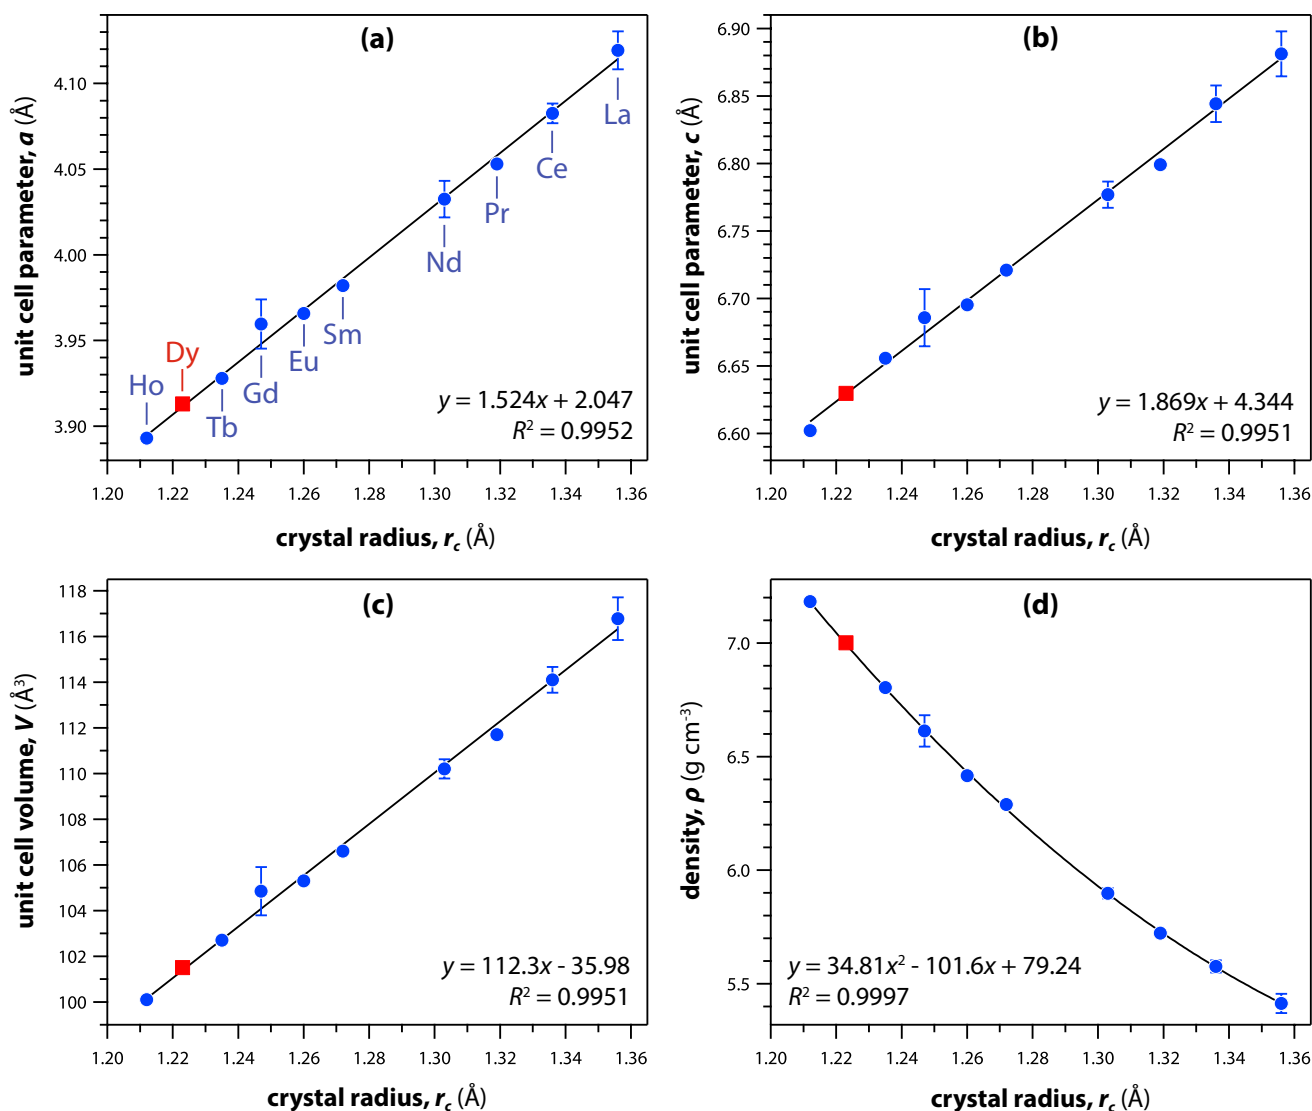 (a)
unit cell parameter, a (Å)
4.10
4.05
4.00
3.95
3.90
La
Ce
Pr
Nd
Sm
Eu
Gd
Tb
Dy
Ho
y = 1.524x + 2.047
R² = 0.9952
1.20 1.22 1.24 1.26 1.28 1.30 1.32 1.34 1.36
crystal radius, r_c (Å)
(b)
unit cell parameter, c (Å)
6.90
6.85
6.80
6.75
6.70
6.65
6.60
y = 1.869x + 4.344
R² = 0.9951
1.20 1.22 1.24 1.26 1.28 1.30 1.32 1.34 1.36
crystal radius, r_c (Å)
(c)
unit cell volume, V (Å³)
118
116
114
112
110
108
106
104
102
100
y = 112.3x - 35.98
R² = 0.9951
1.20 1.22 1.24 1.26 1.28 1.30 1.32 1.34 1.36
crystal radius, r_c (Å)
(d)
density, ρ (g cm⁻³)
7.0
6.5
6.0
5.5
y = 34.81x² - 101.6x + 79.24
R² = 0.9997
1.20 1.22 1.24 1.26 1.28 1.30 1.32 1.34 1.36
crystal radius, r_c (Å)